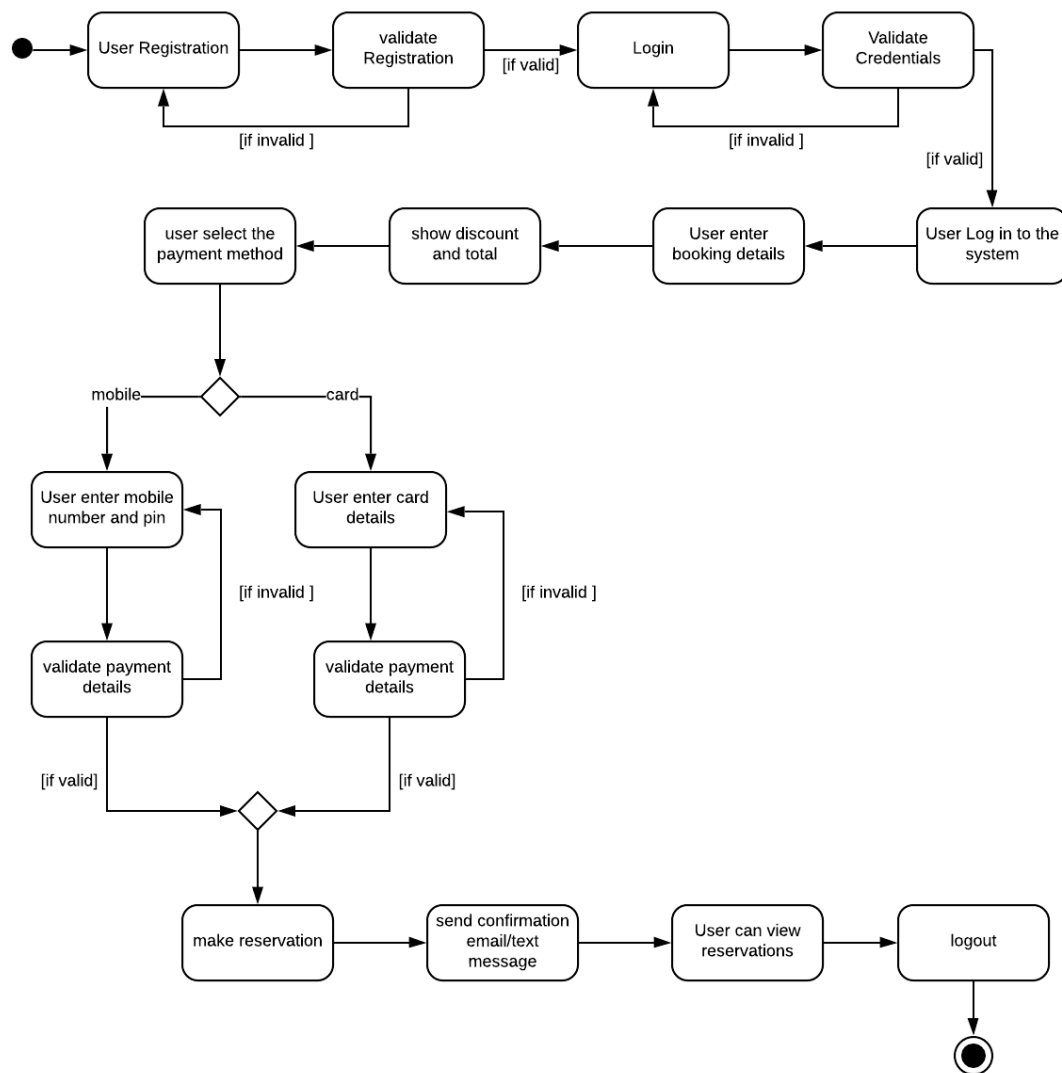 User Registration
validate
Registration
[if valid]
Login
Validate
Credentials
[if invalid ]
[if invalid ]
[if valid]
user select the
payment method
show discount
and total
User enter
booking details
User Log in to the
system
mobile
card
User enter mobile
number and pin
User enter card
details
[if invalid ]
[if invalid ]
validate payment
details
validate payment
details
[if valid]
[if valid]
make reservation
send confirmation
email/text
message
User can view
reservations
logout